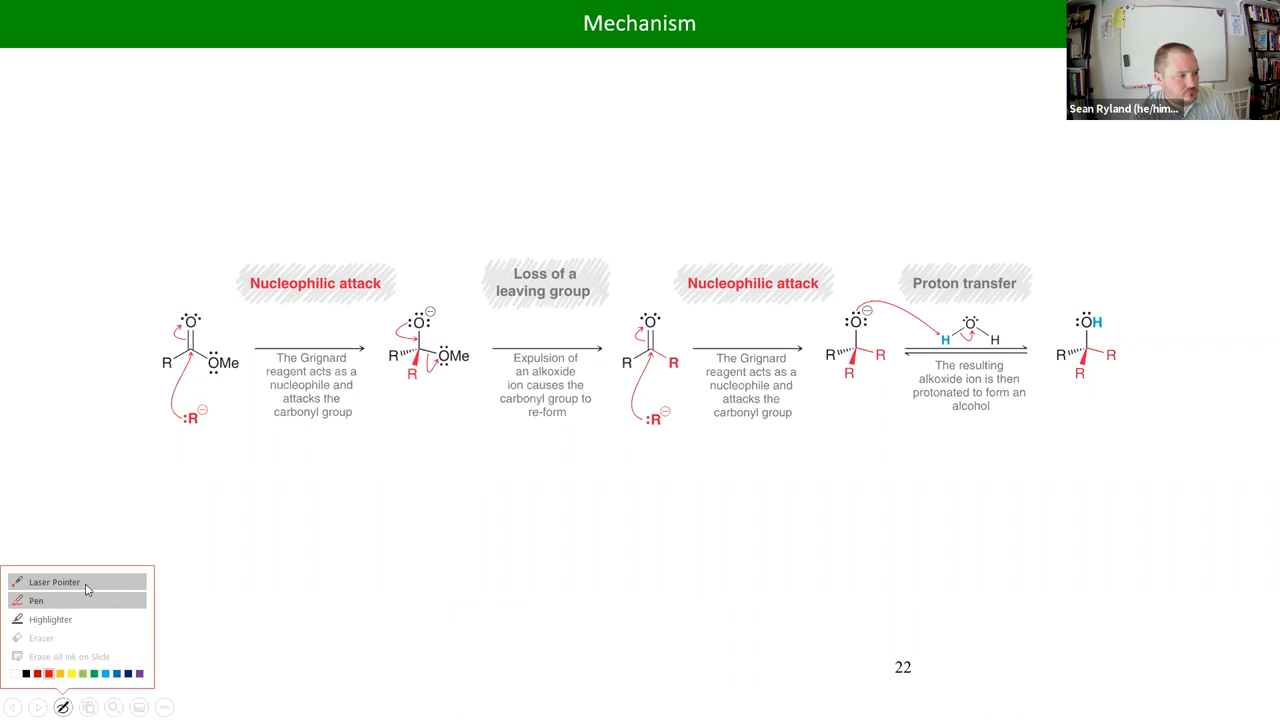 Mechanism
Sean Ryland (he/him...
Nucleophilic attack
Loss of a
leaving group
Nucleophilic attack
Proton transfer
:O:
R
OMe
:R⊖
The Grignard
reagent acts as a
nucleophile and
attacks the
carbonyl group
:O:⊖
R
OMe
R
Expulsion of
an alkoxide
ion causes the
carbonyl group to
re-form
:O:
R
R
:R⊖
The Grignard
reagent acts as a
nucleophile and
attacks the
carbonyl group
:O:⊖
R
R
R
H
O
H
The resulting
alkoxide ion is then
protonated to form an
alcohol
:OH
R
R
R
Laser Pointer
Pen
Highlighter
Eraser
Erase All Ink on Slide
22